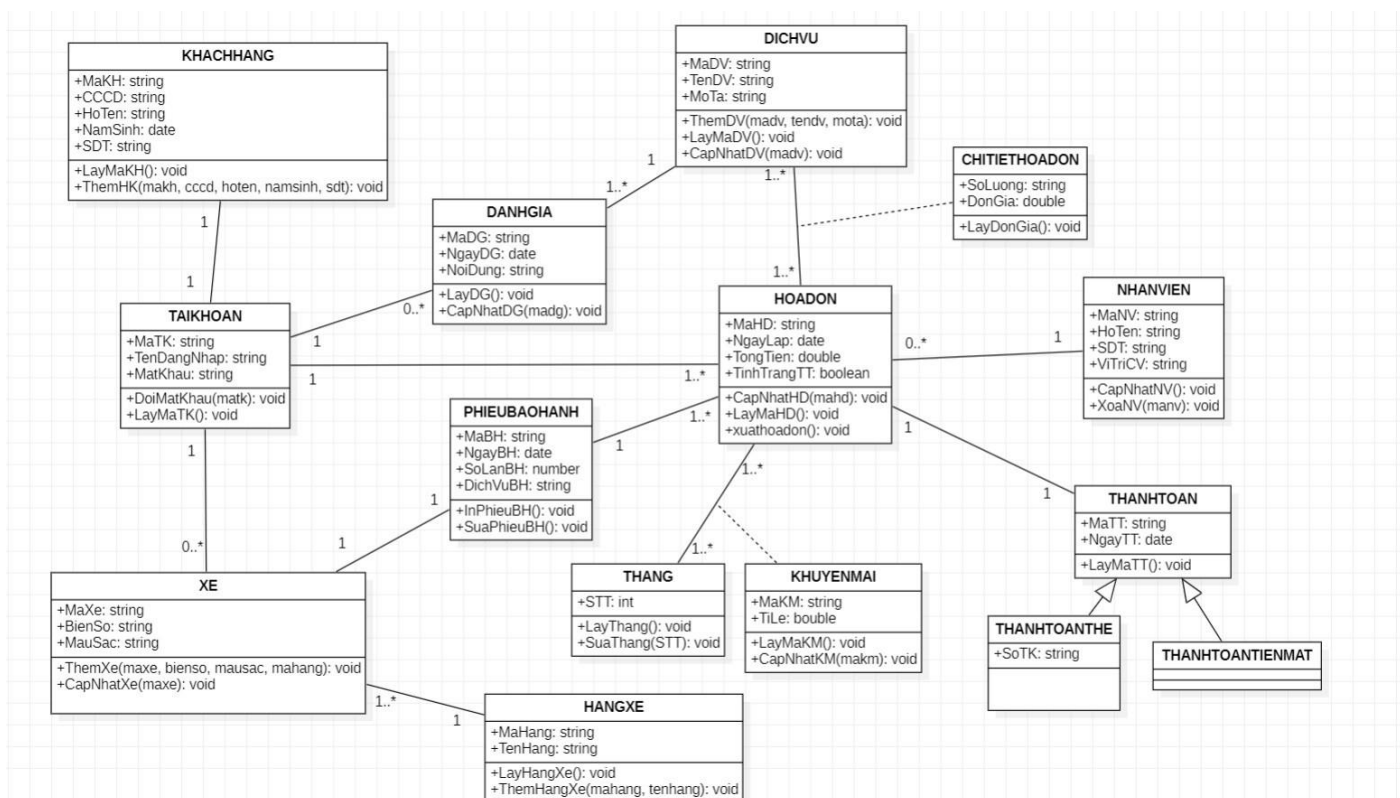 KHACHHANG
+MaKH: string
+CCCD: string
+HoTen: string
+NamSinh: date
+SDT: string
+LayMaKH(): void
+ThemHK(makh, cccd, hoten, namsinh, sdt): void
DICHVU
+MaDV: string
+TenDV: string
+MoTa: string
+ThemDV(madv, tendv, mota): void
+LayMaDV(): void
+CapNhatDV(madv): void
CHITIETHOADON
+SoLuong: string
+DonGia: double
+LayDonGia(): void
1
1..*
1..*
1..*
DANHGIA
+MaDG: string
+NgayDG: date
+NoiDung: string
+LayDG(): void
+CapNhatDG(madg): void
1
1
0..*
1
TAIKHOAN
+MaTK: string
+TenDangNhap: string
+MatKhau: string
+DoiMatKhau(matk): void
+LayMaTK(): void
1
1..*
HOADON
+MaHD: string
+NgayLap: date
+TongTien: double
+TinhTrangTT: boolean
+CapNhatHD(mahd): void
+LayMaHD(): void
+xuathoadon(): void
0..*
1
NHANVIEN
+MaNV: string
+HoTen: string
+SDT: string
+ViTriCV: string
+CapNhatNV(): void
+XoaNV(manv): void
PHIEUBAOHANH
+MaBH: string
+NgayBH: date
+SoLanBH: number
+DichVuBH: string
+InPhieuBH(): void
+SuaPhieuBH(): void
1..*
1
1
1
1
0..*
1
1
1..*
1..*
THANHTOAN
+MaTT: string
+NgayTT: date
+LayMaTT(): void
XE
+MaXe: string
+BienSo: string
+MauSac: string
+ThemXe(maxe, bienso, mausac, mahang): void
+CapNhatXe(maxe): void
THANG
+STT: int
+LayThang(): void
+SuaThang(STT): void
KHUYENMAI
+MaKM: string
+TiLe: bouble
+LayMaKM(): void
+CapNhatKM(makm): void
THANHTOANTHE
+SoTK: string
THANHTOANTIENMAT
1..*
1
HANGXE
+MaHang: string
+TenHang: string
+LayHangXe(): void
+ThemHangXe(mahang, tenhang): void